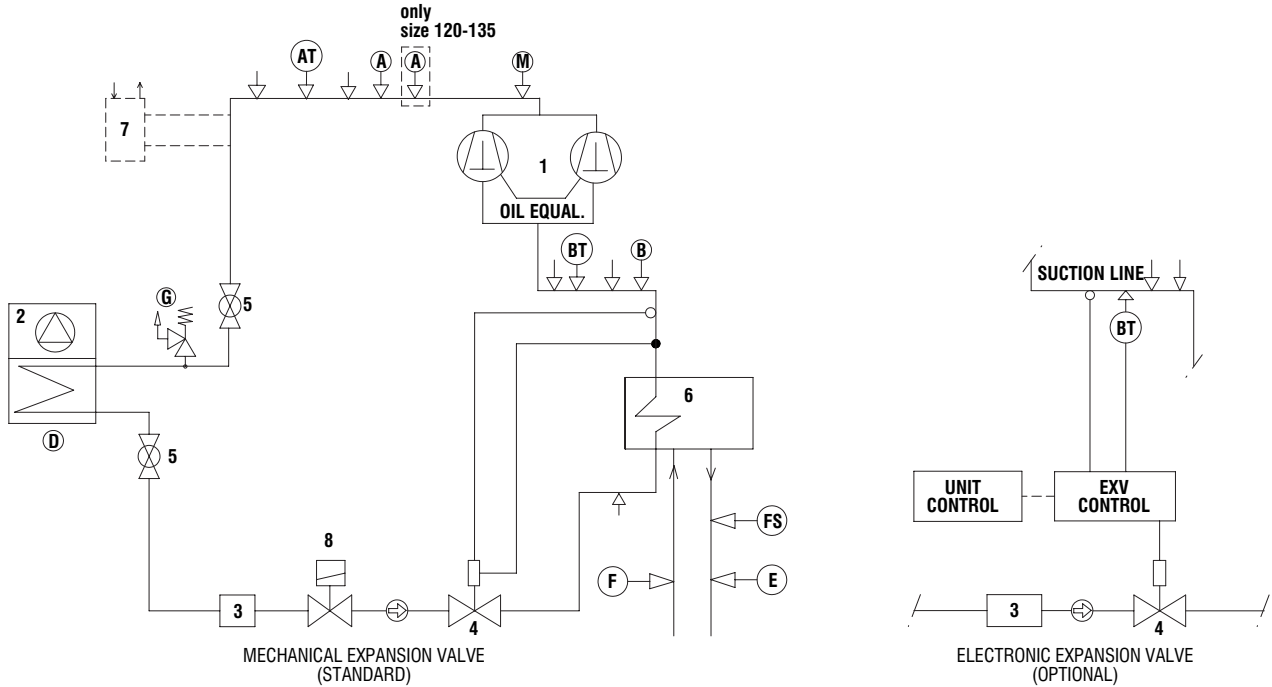 only
size 120-135
AT
A
A
M
7
1
OIL EQUAL.
BT
B
SUCTION LINE
G
5
2
BT
6
D
5
UNIT
CONTROL
EXV
CONTROL
FS
8
F
E
3
4
3
4
MECHANICAL EXPANSION VALVE
(STANDARD)
ELECTRONIC EXPANSION VALVE
(OPTIONAL)